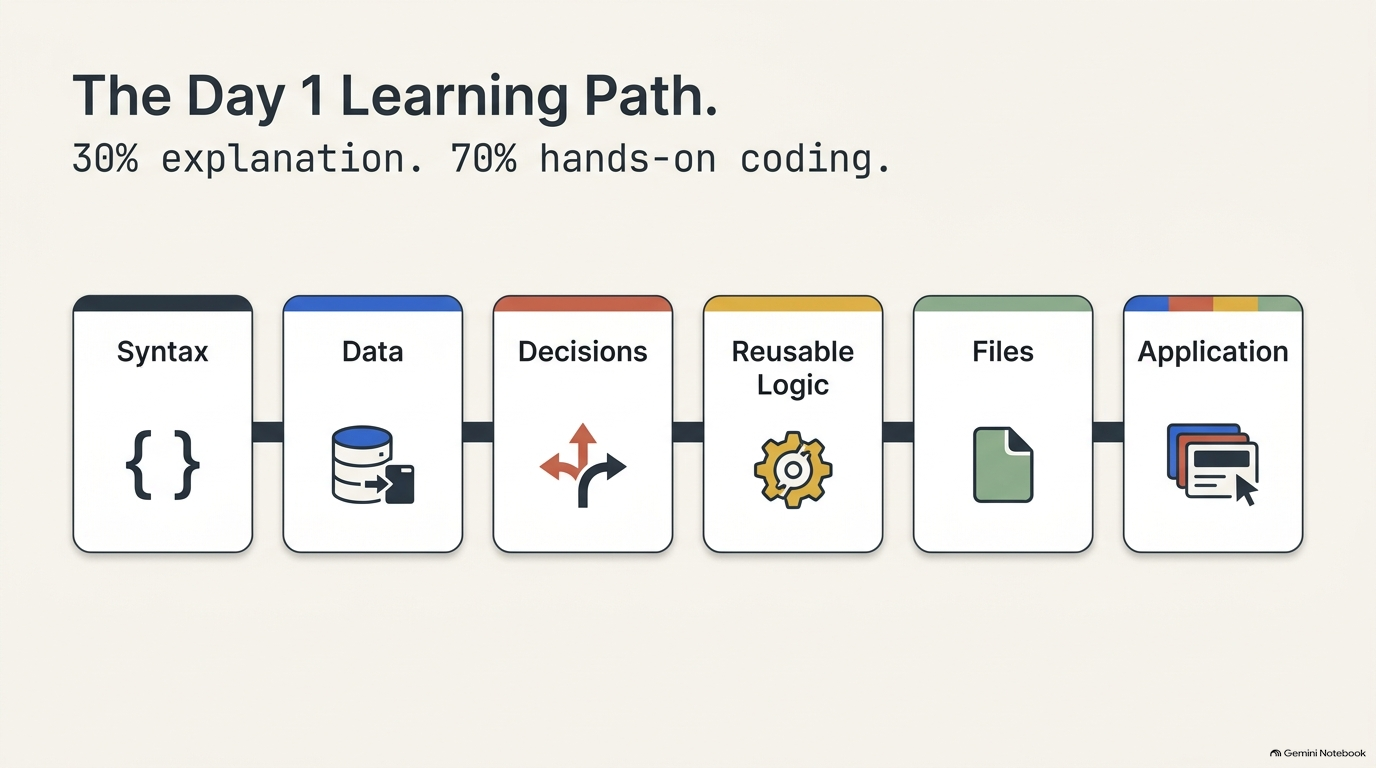 The Day 1 Learning Path.
30% explanation. 70% hands-on coding.
Syntax
{ }
Data
Decisions
Reusable
Logic
Files
Application
Gemini Notebook